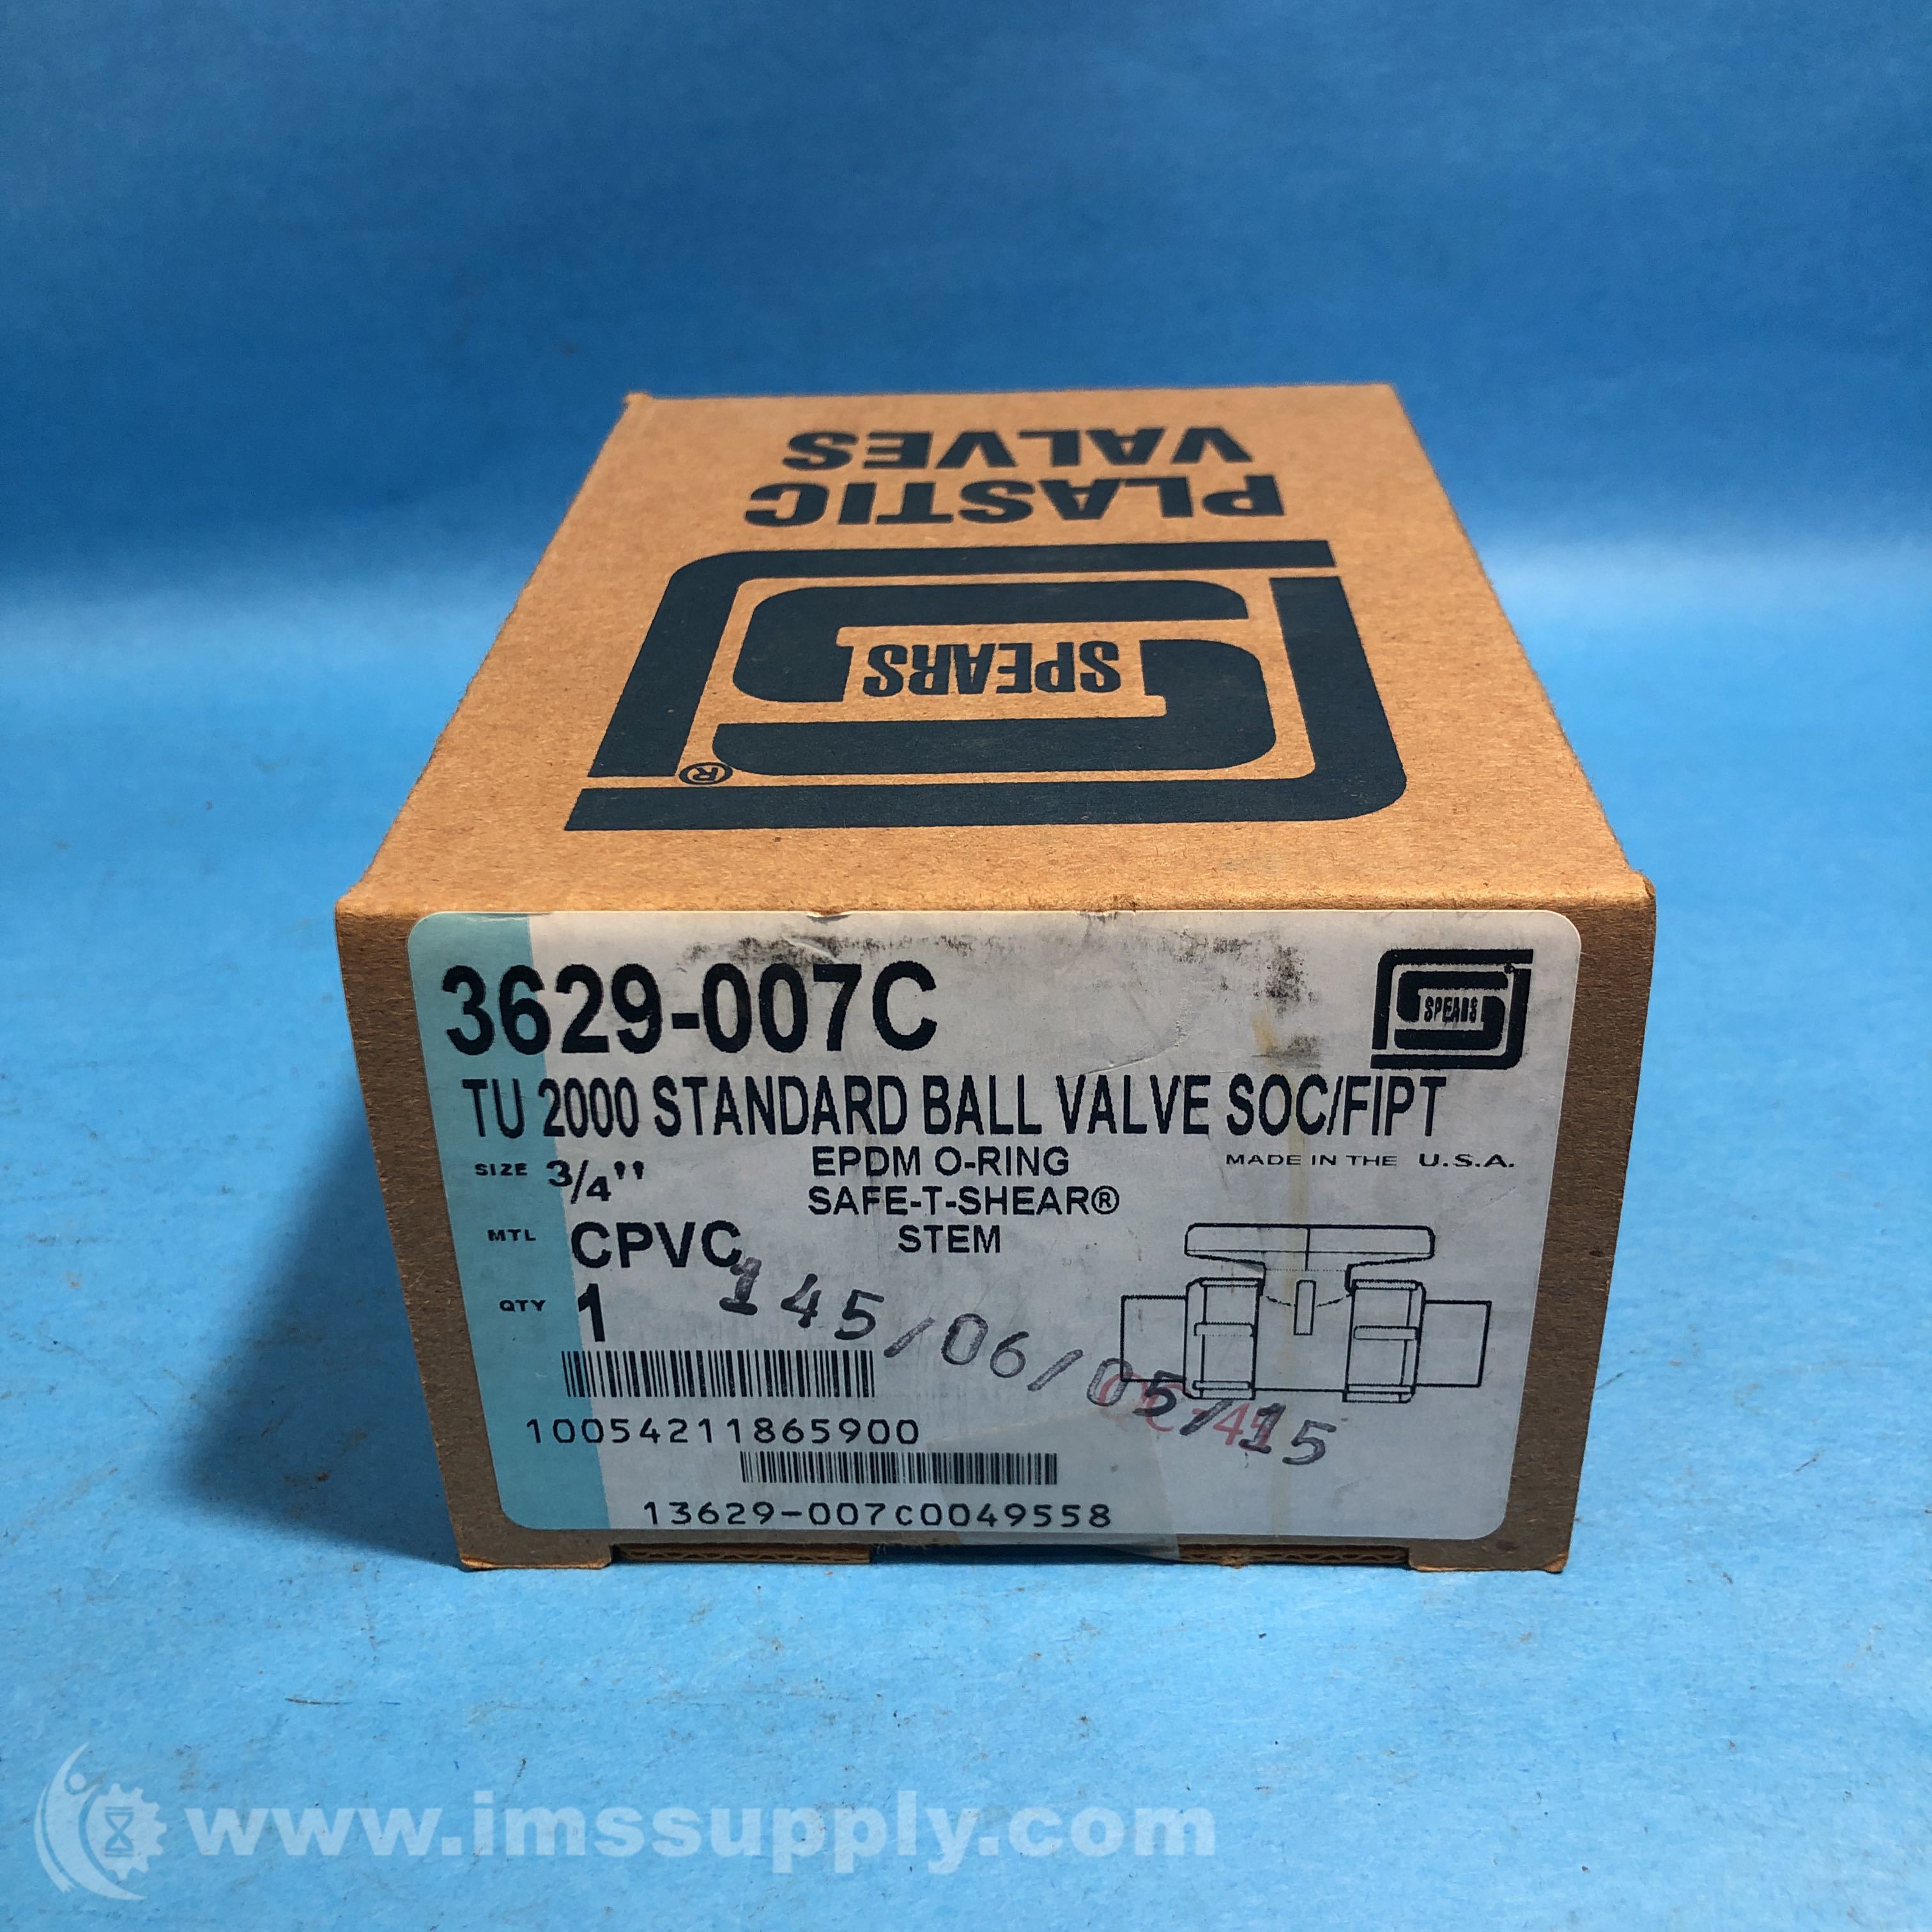 PLASTIC
VALVES
SPEARS
®
3629-007C
SPEARS
TU 2000 STANDARD BALL VALVE SOC/FIPT
SIZE 3/4"
EPDM O-RING
MADE IN THE U.S.A.
SAFE-T-SHEAR®
STEM
MTL CPVC
QTY 1
145/06/05/15
10054211865900
13629-007C0049558
www.imssupply.com